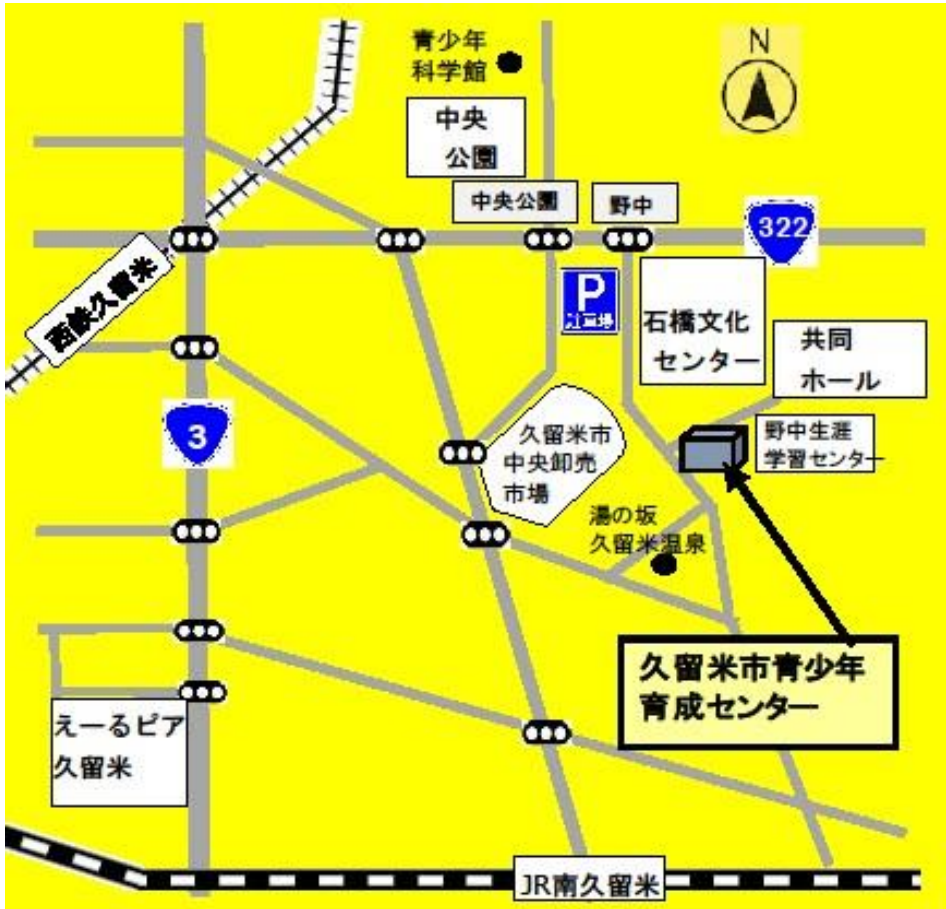 青少年
科学館
N
中央
公園
中央公園
野中
322
西鉄久留米
P
駐車場
石橋文化
センター
共同
ホール
3
久留米市
中央卸売
市場
野中生涯
学習センター
湯の坂
久留米温泉
久留米市青少年
育成センター
えーるピア
久留米
JR南久留米